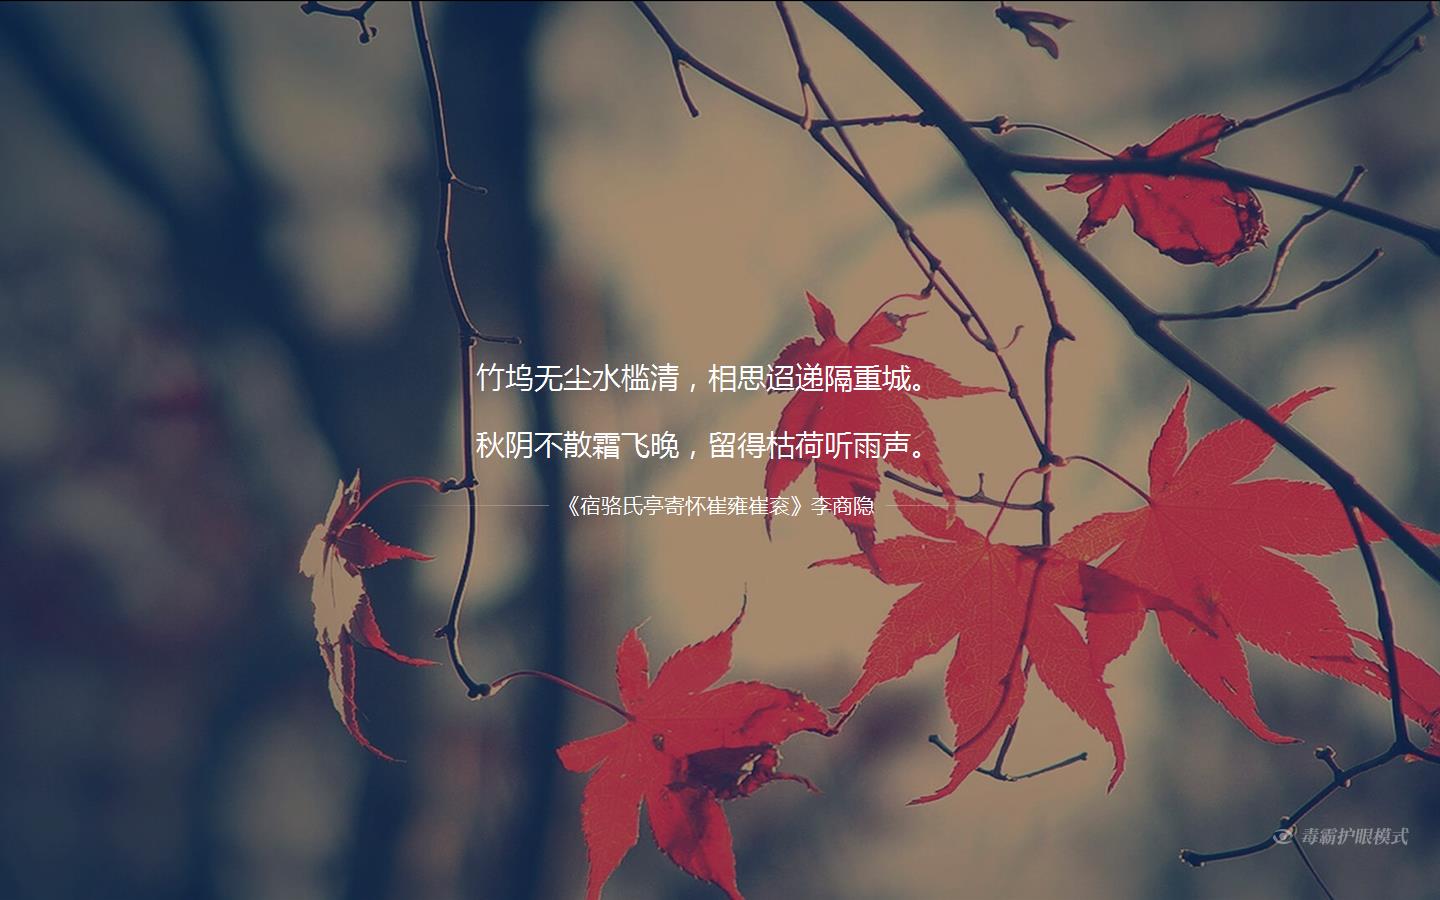 竹坞无尘水槛清，相思迢递隔重城。
秋阴不散霜飞晚，留得枯荷听雨声。
《宿骆氏亭寄怀崔雍崔衮》李商隐
毒霸护眼模式